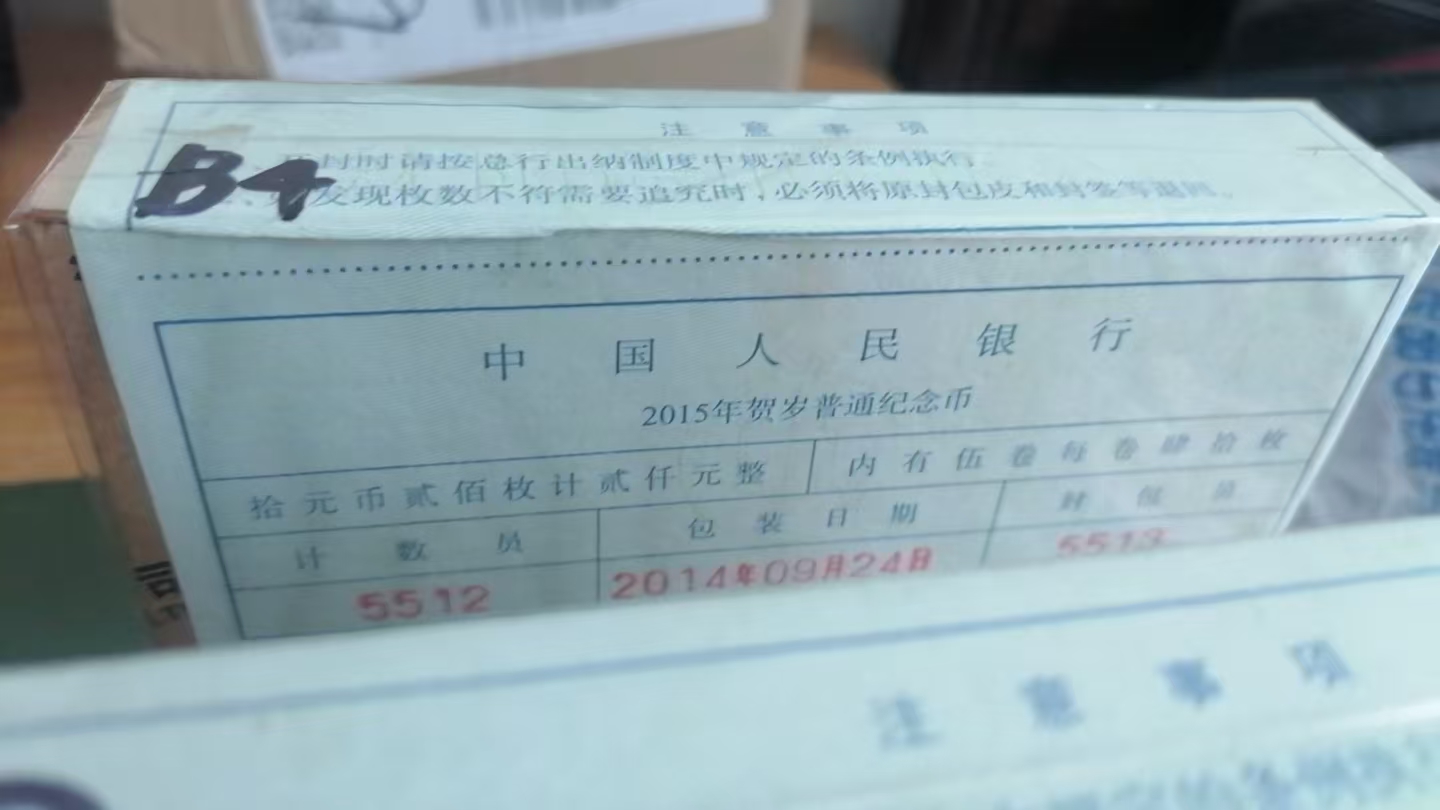 注意事项
B4
封时请按总行出纳制度中规定的条例执行
发现枚数不符需要追究时,必须将原封包皮和封签等退回。
中国人民银行
2015年贺岁普通纪念币
拾元币贰佰枚计贰仟元整 内有伍卷每卷肆拾枚
计数员 包装日期 封包员
5512 2014年09月24日 5513
注意事项